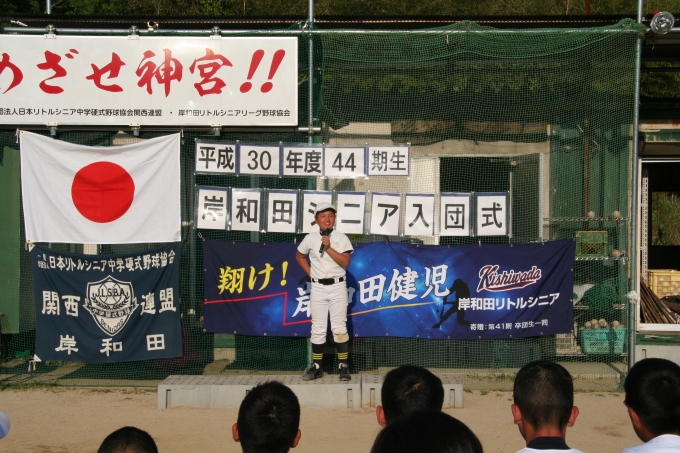 めざせ神宮!!
団法人日本リトルシニア中学硬式野球協会関西連盟 ・ 岸和田リトルシニアリーグ野球協会
平成30年度44期生
岸和田シニア入団式
日本リトルシニア中学硬式野球協会
関西 連盟
LSBA
岸 和 田
翔け!
岸和田健児
Kishiwada
岸和田リトルシニア
寄贈:第41期 卒団生一同